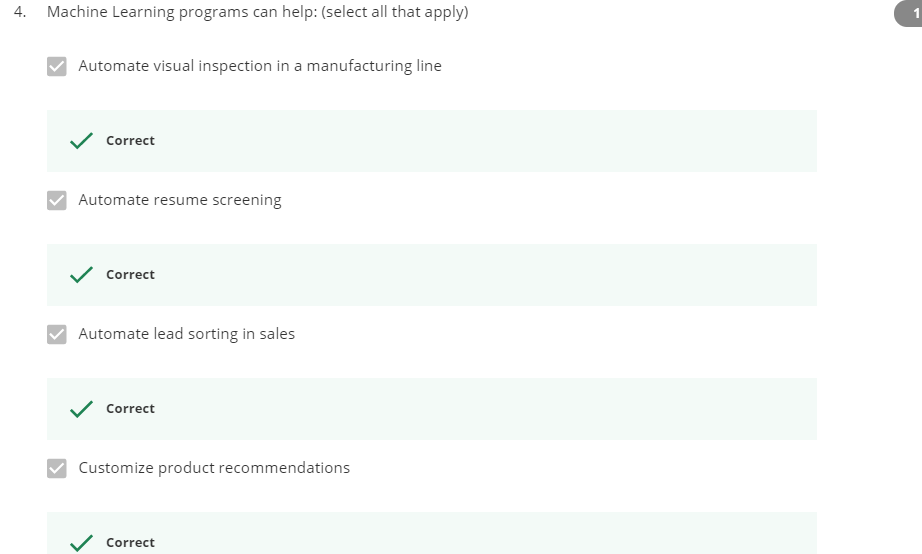 4. Machine Learning programs can help: (select all that apply)
1
Automate visual inspection in a manufacturing line
Correct
Automate resume screening
Correct
Automate lead sorting in sales
Correct
Customize product recommendations
Correct